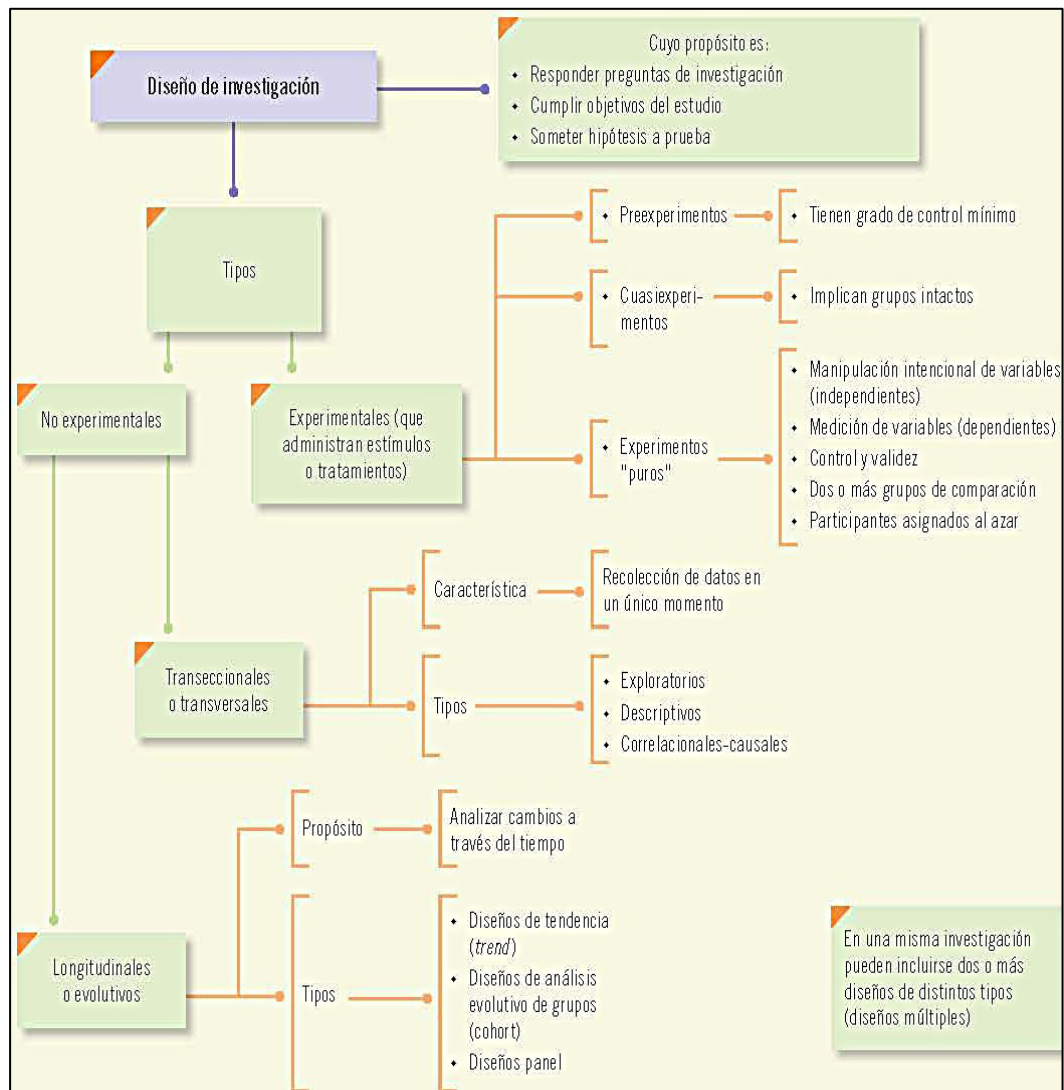 Diseño de investigación
Cuyo propósito es:
• Responder preguntas de investigación
• Cumplir objetivos del estudio
• Someter hipótesis a prueba
Tipos
• Preexperimentos
• Tienen grado de control mínimo
• Cuasiexperi-
mentos
• Implican grupos intactos
No experimentales
Experimentales (que
administran estímulos
o tratamientos)
• Experimentos
"puros"
• Manipulación intencional de variables
(independientes)
• Medición de variables (dependientes)
• Control y validez
• Dos o más grupos de comparación
• Participantes asignados al azar
Transeccionales
o transversales
Característica
Recolección de datos en
un único momento
Tipos
• Exploratorios
• Descriptivos
• Correlacionales-causales
Longitudinales
o evolutivos
Propósito
Analizar cambios a
través del tiempo
Tipos
• Diseños de tendencia
(trend)
• Diseños de análisis
evolutivo de grupos
(cohort)
• Diseños panel
En una misma investigación
pueden incluirse dos o más
diseños de distintos tipos
(diseños múltiples)